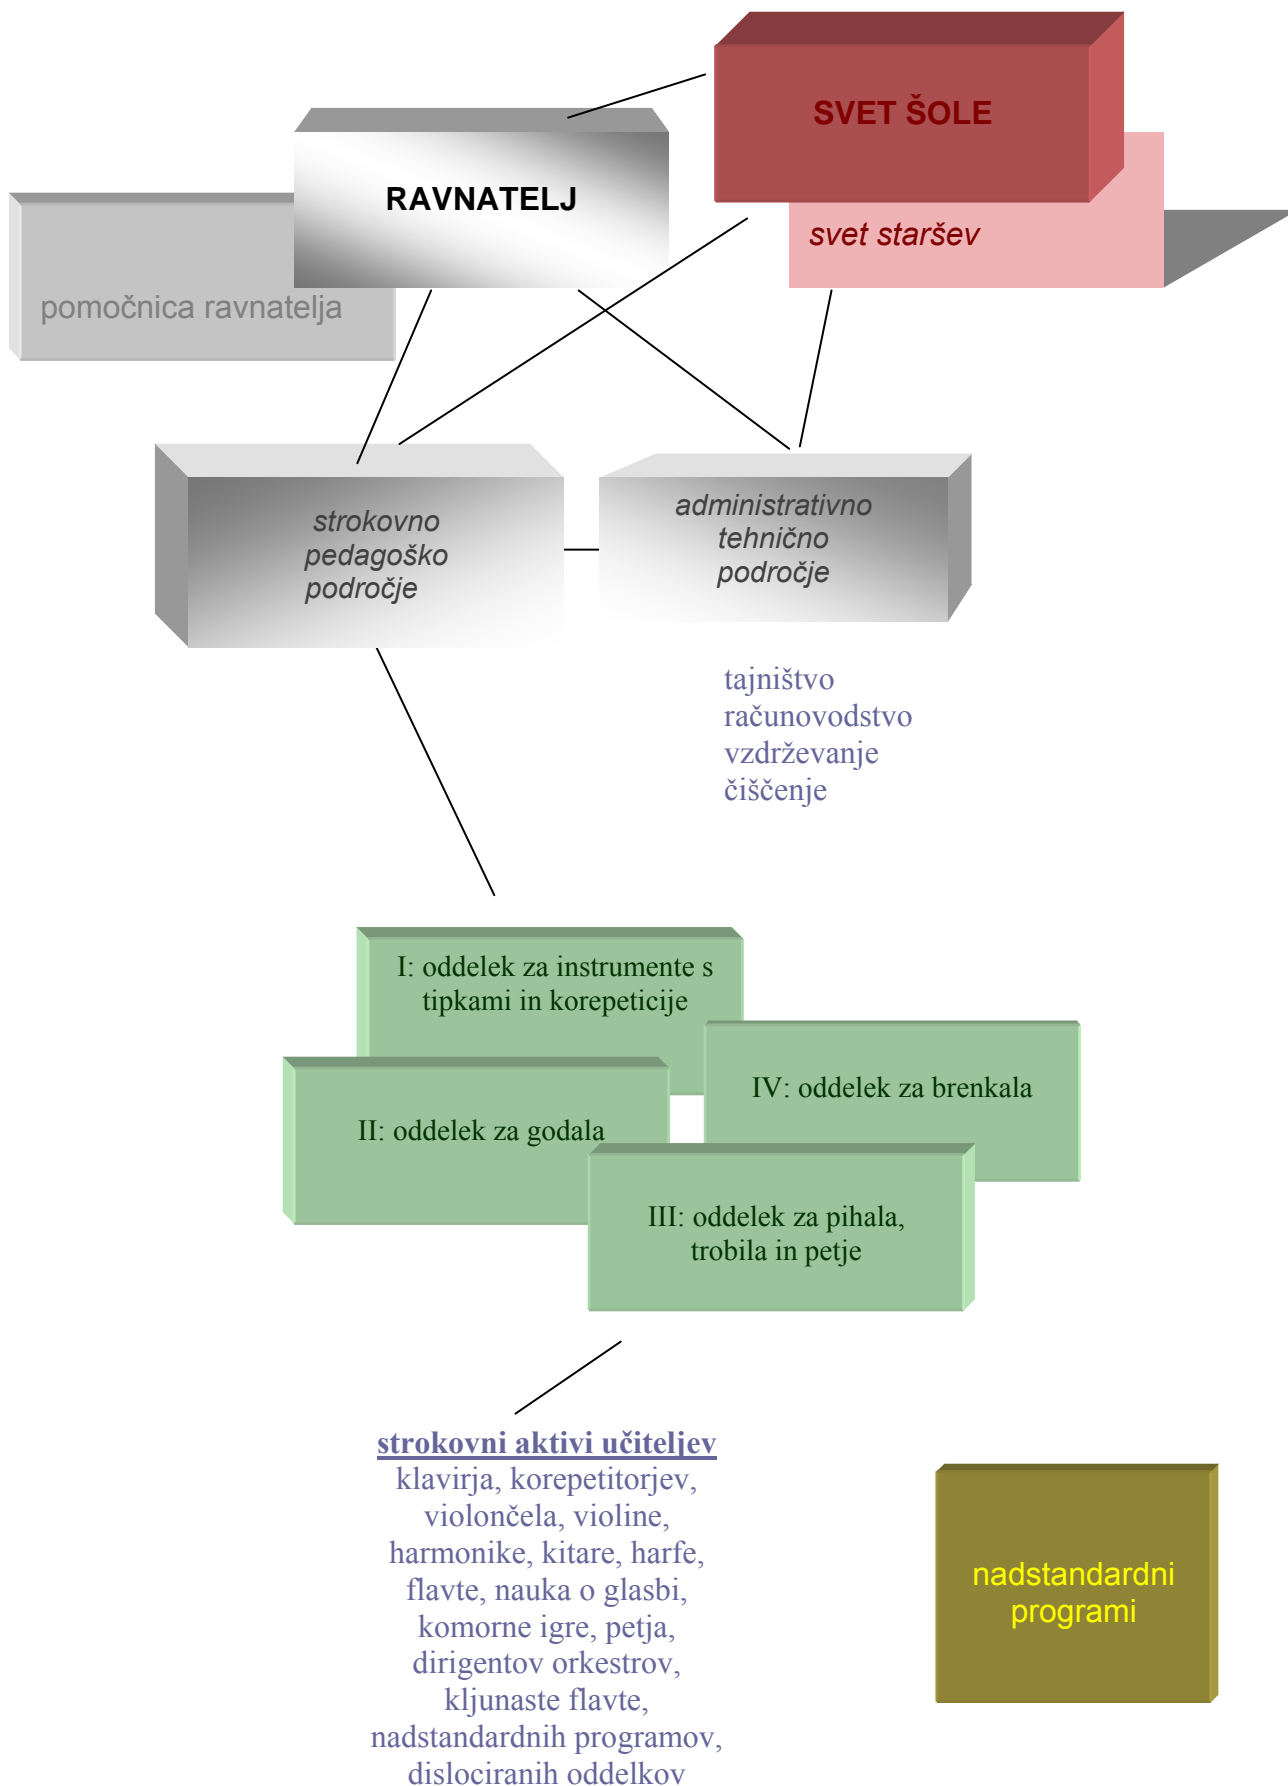 SVET ŠOLE
RAVNATELJ
svet staršev
pomočnica ravnatelja
strokovno
pedagoško
področje
administrativno
tehnično
področje
tajništvo
računovodstvo
vzdrževanje
čiščenje
I: oddelek za instrumente s
tipkami in korepeticije
IV: oddelek za brenkala
II: oddelek za godala
III: oddelek za pihala,
trobila in petje
strokovni aktivi učiteljev
klavirja, korepetitorjev,
violončela, violine,
harmonike, kitare, harfe,
flavte, nauka o glasbi,
komorne igre, petja,
dirigentov orkestrov,
kljunaste flavte,
nadstandardnih programov,
dislociranih oddelkov
nadstandardni
programi